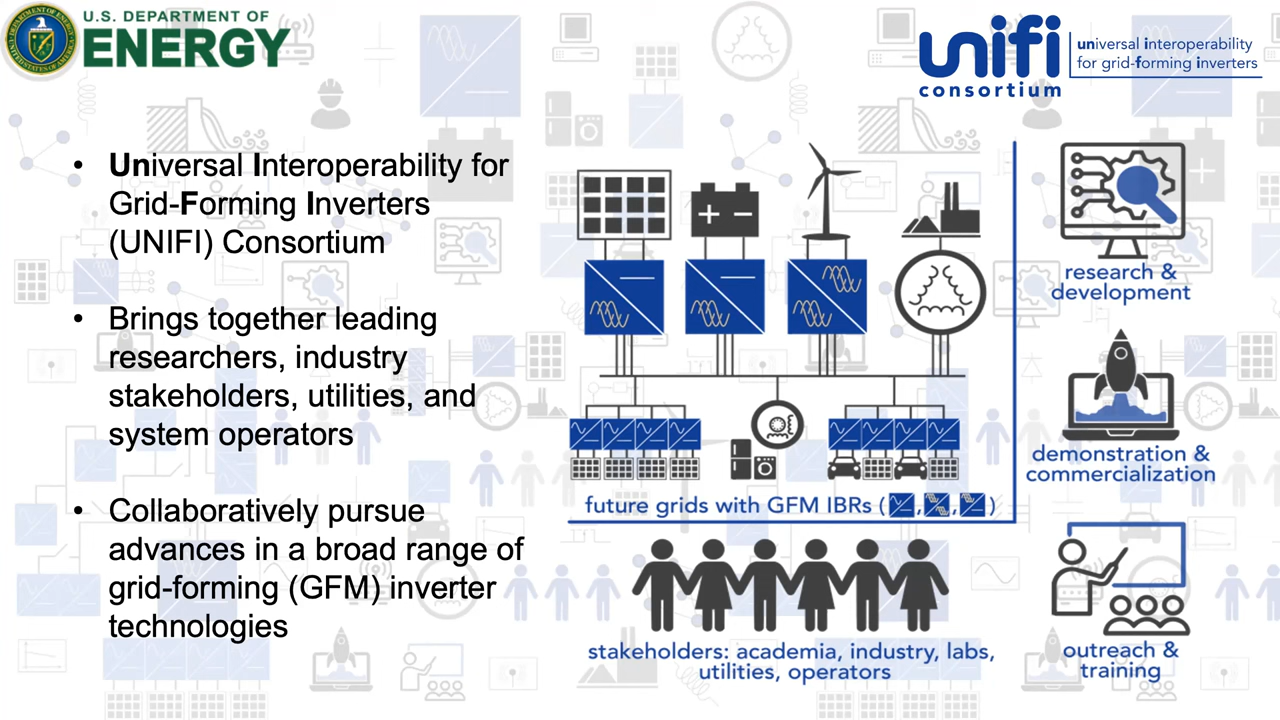 U.S. DEPARTMENT OF
ENERGY
unifi
consortium
universal interoperability
for grid-forming inverters
• Universal Interoperability for
Grid-Forming Inverters
(UNIFI) Consortium
• Brings together leading
researchers, industry
stakeholders, utilities, and
system operators
• Collaboratively pursue
advances in a broad range of
grid-forming (GFM) inverter
technologies
future grids with GFM IBRs ( , , )
stakeholders: academia, industry, labs,
utilities, operators
research &
development
demonstration &
commercialization
outreach &
training